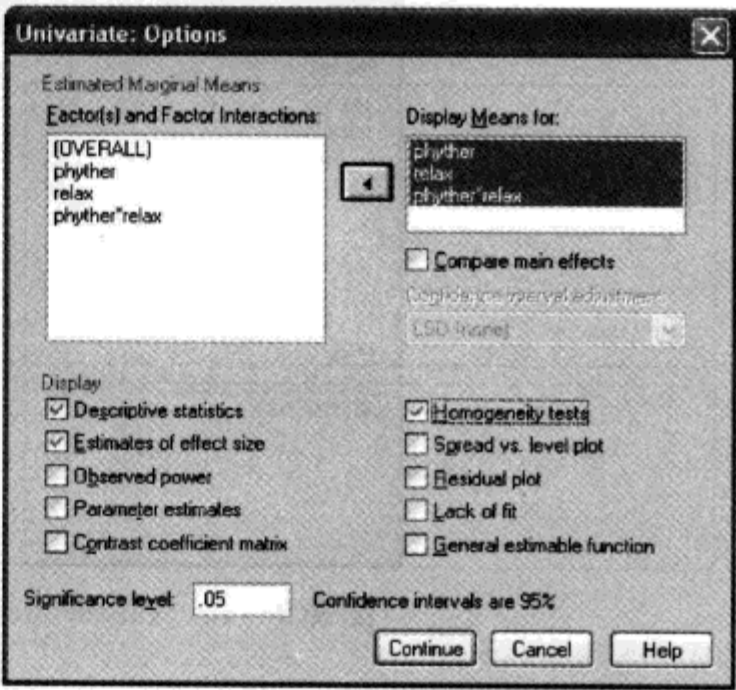 Univariate: Options
Estimated Marginal Means
Factor(s) and Factor Interactions:
(OVERALL)
phyther
relax
phyther*relax
Display Means for:
phyther
relax
phyther*relax
Compare main effects
Confidence interval adjustment:
LSD (none)
Display
Descriptive statistics
Estimates of effect size
Observed power
Parameter estimates
Contrast coefficient matrix
Homogeneity tests
Spread vs. level plot
Residual plot
Lack of fit
General estimable function
Significance level: .05
Confidence intervals are 95%
Continue
Cancel
Help